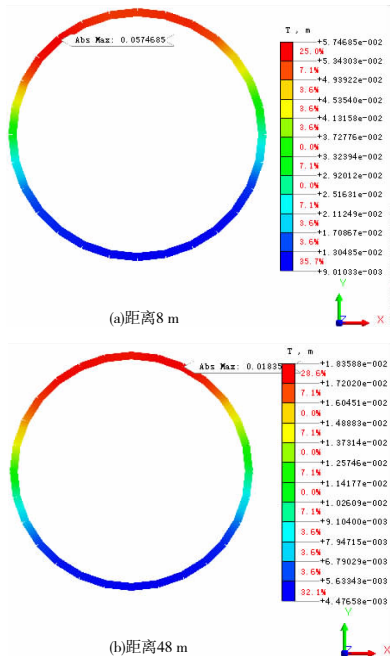 T , m
Abs Max: 0.0574685
+5.74685e-002
25.0%
+5.34303e-002
7.1%
+4.93922e-002
3.6%
+4.53540e-002
3.6%
+4.13158e-002
3.6%
+3.72776e-002
0.0%
+3.32394e-002
7.1%
+2.92012e-002
0.0%
+2.51631e-002
7.1%
+2.11249e-002
3.6%
+1.70867e-002
3.6%
+1.30485e-002
35.7%
+9.01033e-003
Y
Z
X
(a)距离8 m
T , m
Abs Max: 0.01835
+1.83588e-002
28.6%
+1.72020e-002
7.1%
+1.60451e-002
0.0%
+1.48883e-002
7.1%
+1.37314e-002
0.0%
+1.25746e-002
7.1%
+1.14177e-002
0.0%
+1.02609e-002
7.1%
+9.10400e-003
3.6%
+7.94715e-003
3.6%
+6.79029e-003
3.6%
+5.63343e-003
32.1%
+4.47658e-003
Y
Z
X
(b)距离48 m